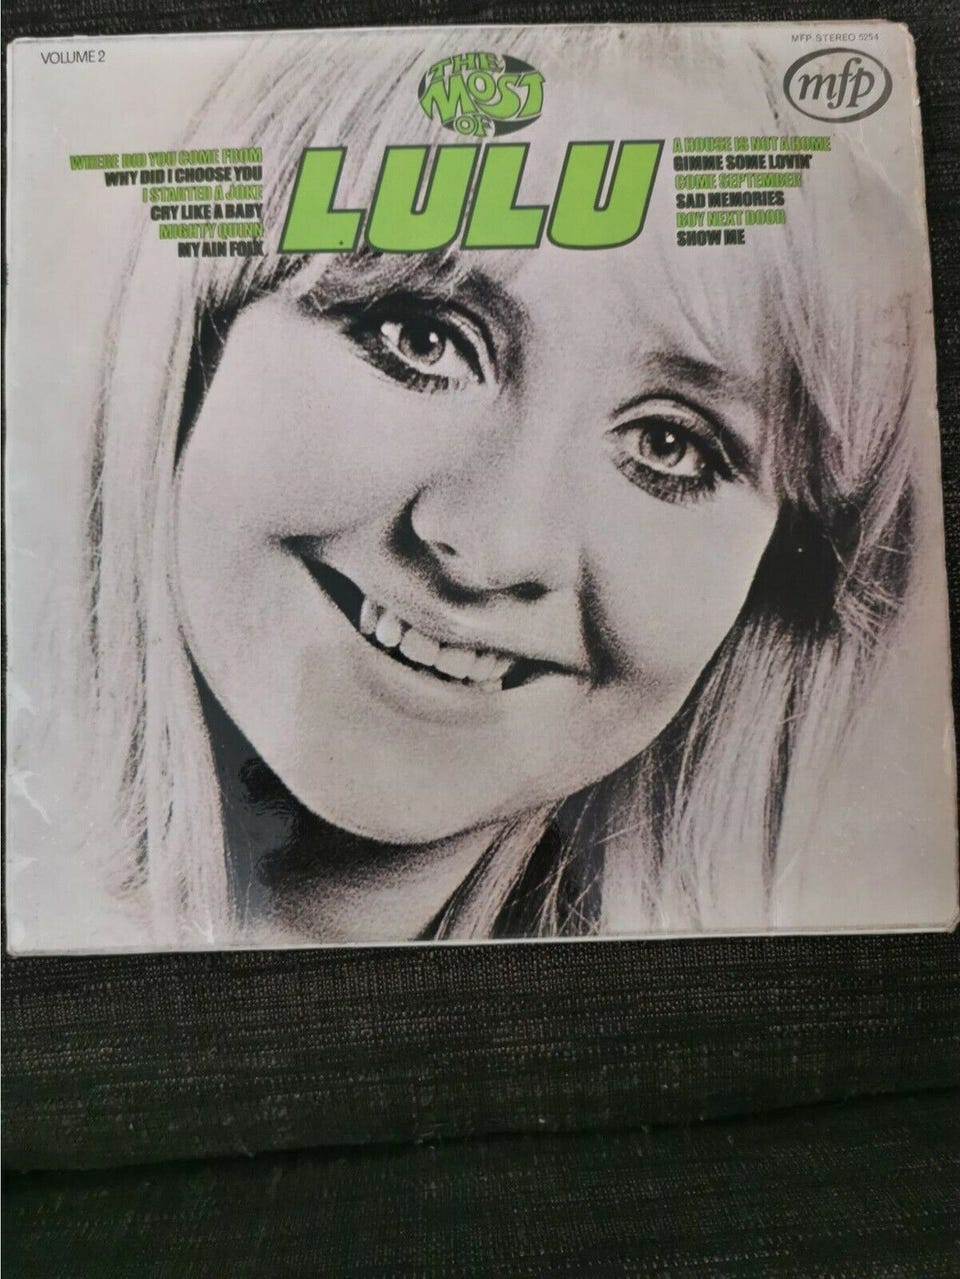 VOLUME 2
MFP STEREO 5254
mfp
THE
MOST
OF
LULU
WHERE DID YOU COME FROM
WHY DID I CHOOSE YOU
I STARTED A JOKE
CRY LIKE A BABY
MIGHTY QUINN
MY AIN FOLK
A HOUSE IS NOT A HOME
GIMME SOME LOVIN'
COME SEPTEMBER
SAD MEMORIES
BOY NEXT DOOR
SHOW ME